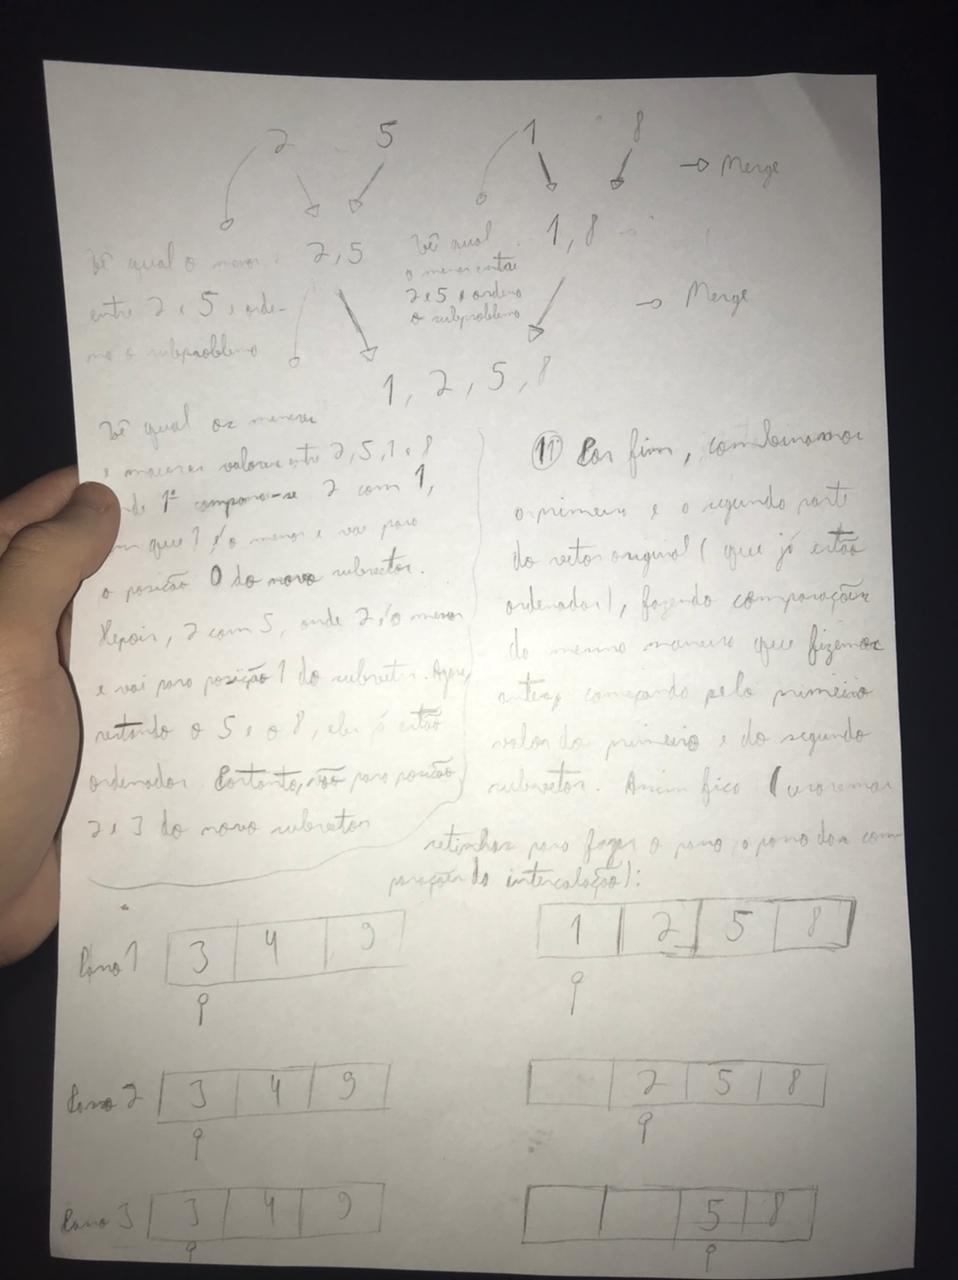 2 5 1 8
→ Merge
2,5 1,8
Vê qual o menor
entre 2 e 5 e orde-
na o subproblema
Vê qual
o menor entre
2 e 5 e ordena
o subproblema
→ Merge
1, 2, 5, 8
Vê qual os menores
e maiores valores entre 2,5,1 e 8
1º compara-se 2 com 1,
em que 1 é o menor e vai para
a posição 0 do novo subvetor.
Depois, 2 com 5, onde 2 é o menor
e vai para posição 1 do subvetor. Agora,
restando o 5 e o 8, eles já estão
ordenados. Portanto, vão para posição
2 e 3 do novo subvetor
11 Por fim, combinamos
a primeira e a segunda parte
do vetor original (que já estão
ordenados), fazendo comparações
da mesma maneira que fizemos
antes, começando pelo primeiro
valor do primeiro e do segundo
subvetor. Assim fica (usaremos
setinhas para fazer o passo a passo das com
parações da intercalação):
Passo 1 3 4 9 1 2 5 8
Passo 2 3 4 9 2 5 8
Passo 3 3 4 9 5 8